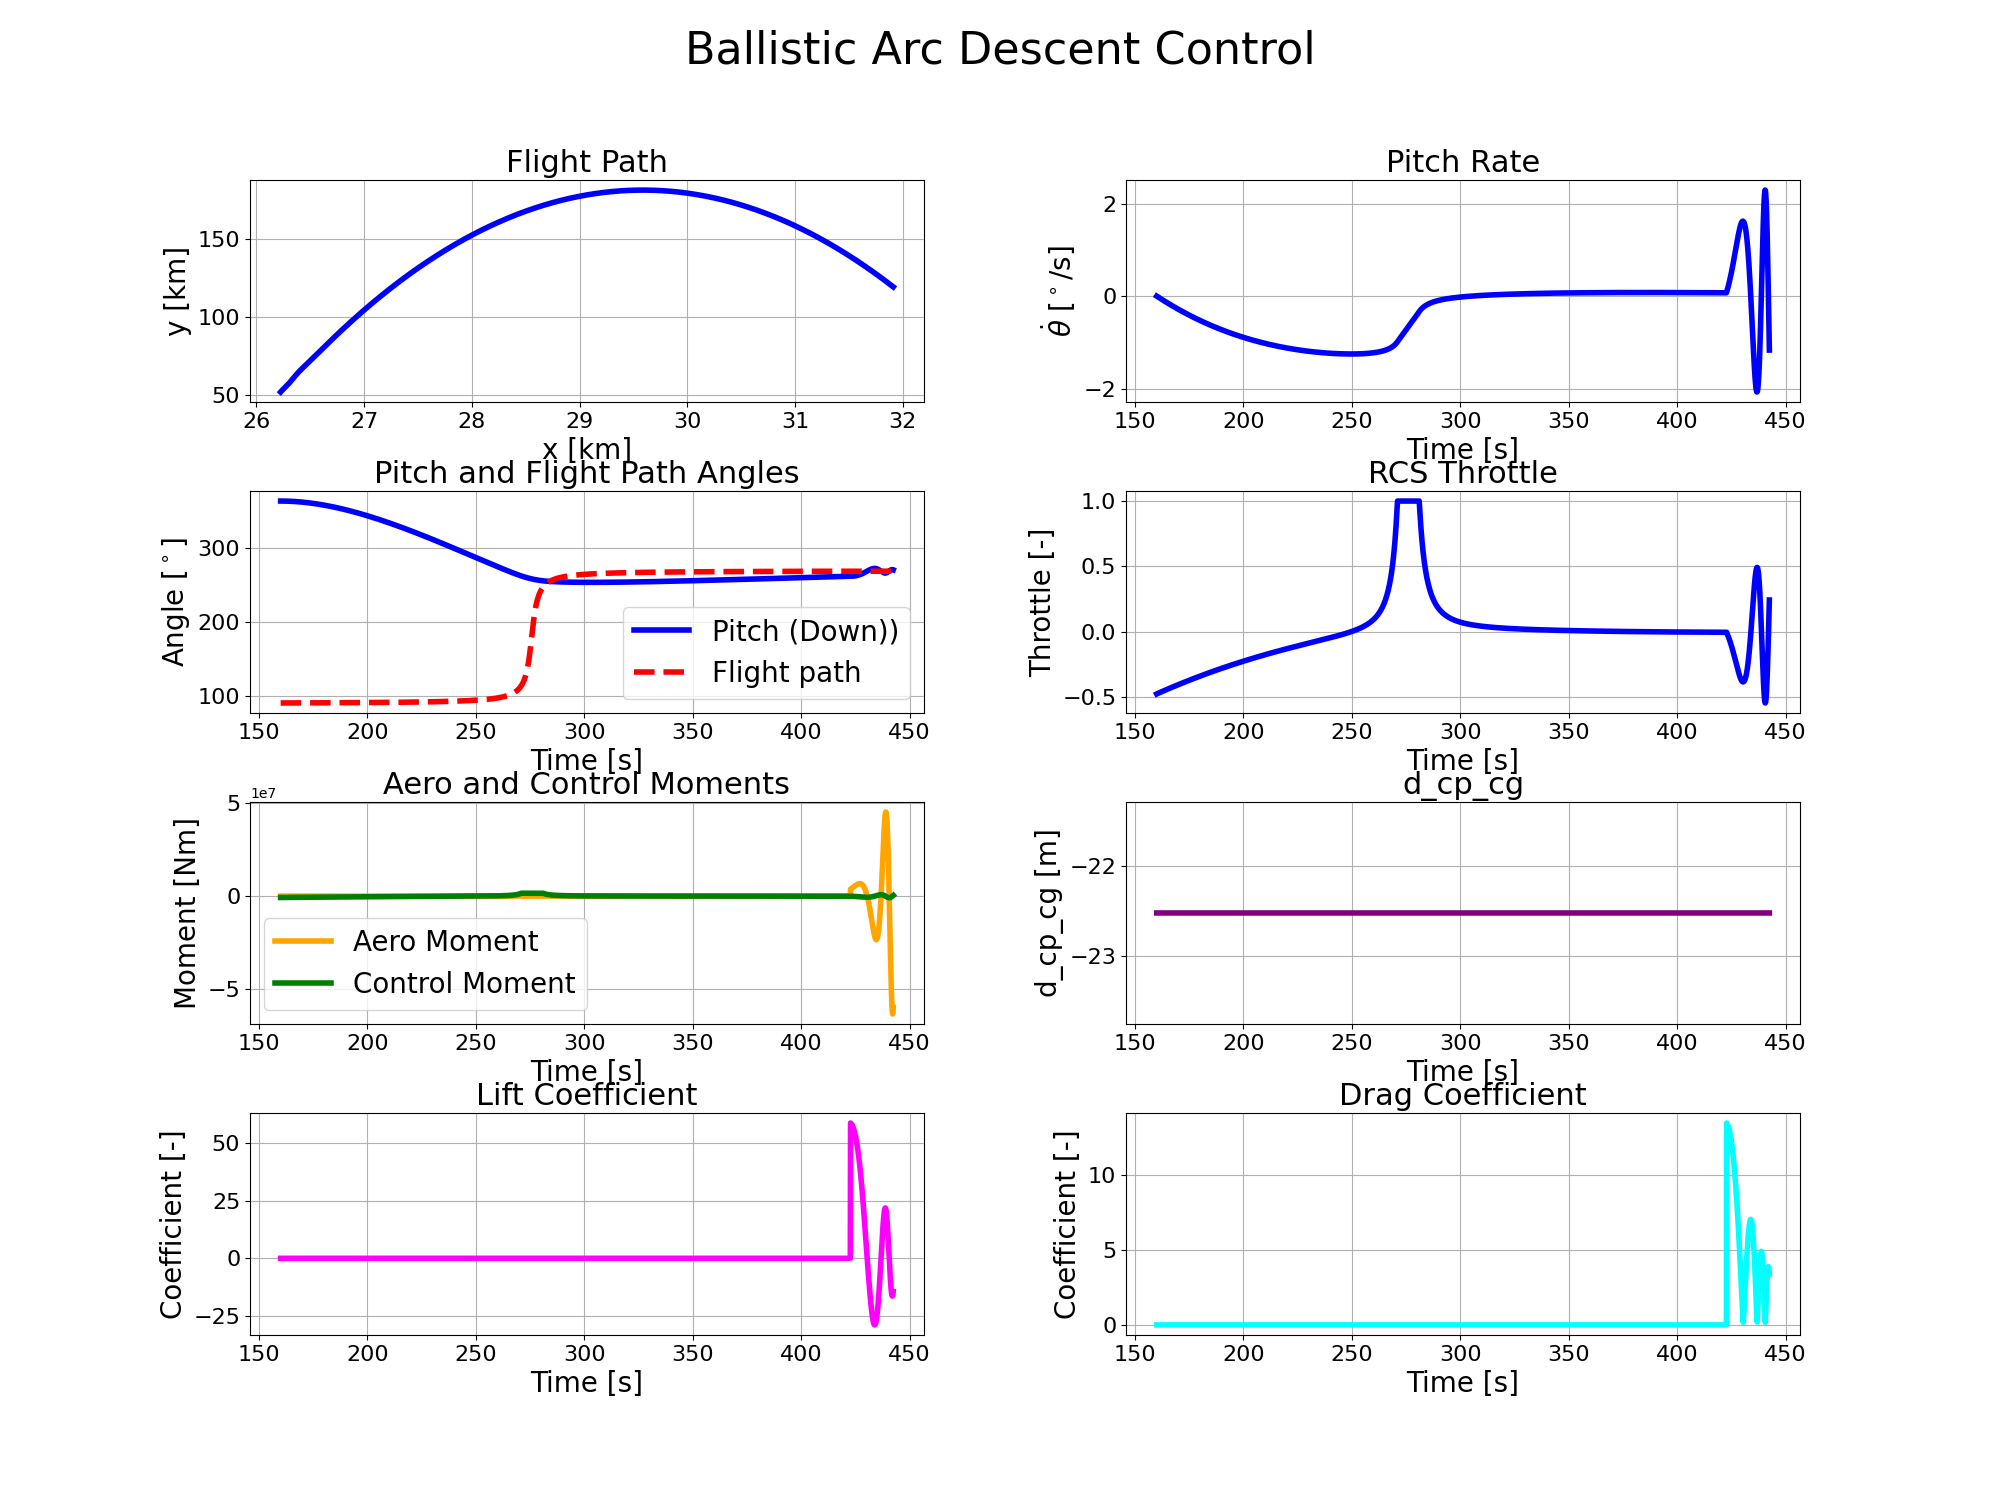 Ballistic Arc Descent Control
Flight Path
y [km]
150
100
50
26 27 28 29 30 31 32
x [km]
Pitch Rate
θ̇ [°/s]
2
0
−2
150 200 250 300 350 400 450
Time [s]
Pitch and Flight Path Angles
Angle [°]
300
200
100
Pitch (Down))
Flight path
150 200 250 300 350 400 450
Time [s]
RCS Throttle
Throttle [-]
1.0
0.5
0.0
−0.5
150 200 250 300 350 400 450
Time [s]
Aero and Control Moments
1e7
Moment [Nm]
5
0
−5
Aero Moment
Control Moment
150 200 250 300 350 400 450
Time [s]
d_cp_cg
d_cp_cg [m]
−22
−23
150 200 250 300 350 400 450
Time [s]
Lift Coefficient
Coefficient [-]
50
25
0
−25
150 200 250 300 350 400 450
Time [s]
Drag Coefficient
Coefficient [-]
10
5
0
150 200 250 300 350 400 450
Time [s]